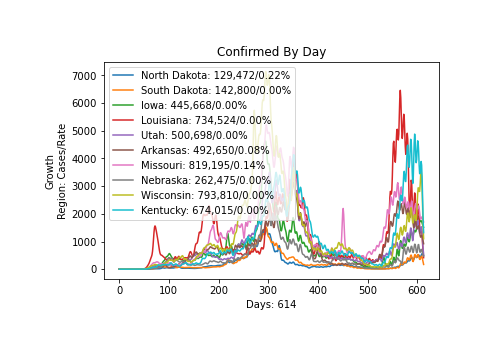 Confirmed By Day
Growth
Region: Cases/Rate
7000
6000
5000
4000
3000
2000
1000
0
North Dakota: 129,472/0.22%
South Dakota: 142,800/0.00%
Iowa: 445,668/0.00%
Louisiana: 734,524/0.00%
Utah: 500,698/0.00%
Arkansas: 492,650/0.08%
Missouri: 819,195/0.14%
Nebraska: 262,475/0.00%
Wisconsin: 793,810/0.00%
Kentucky: 674,015/0.00%
0 100 200 300 400 500 600
Days: 614